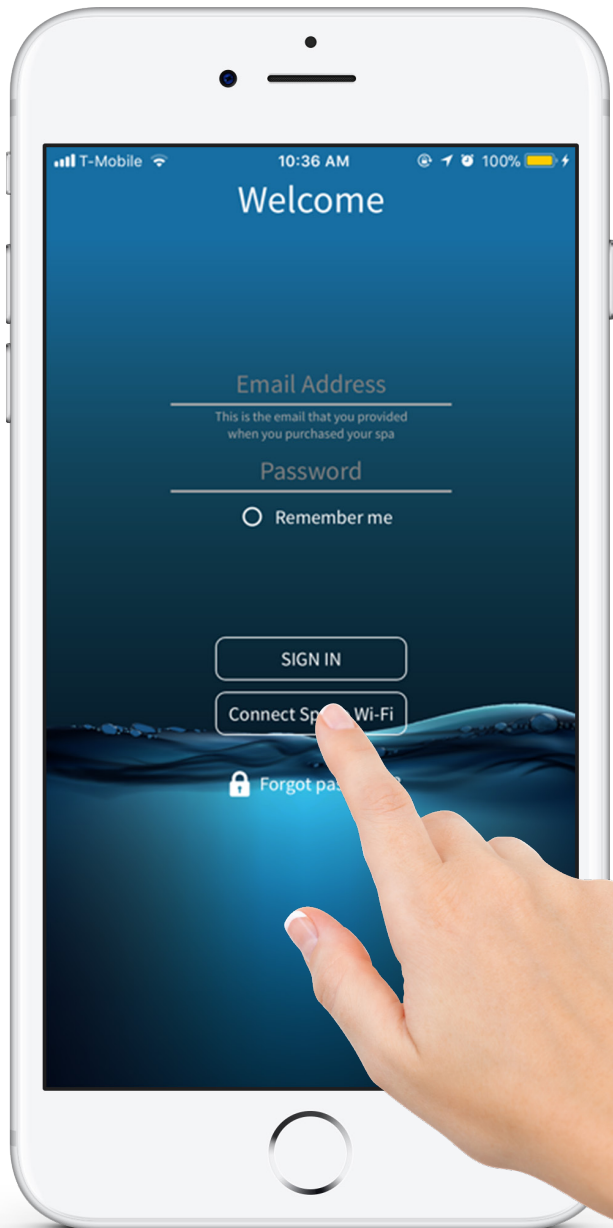 T-Mobile 10:36 AM 100%
Welcome
Email Address
This is the email that you provided
when you purchased your spa
Password
Remember me
SIGN IN
Connect Wi-Fi
Forgot